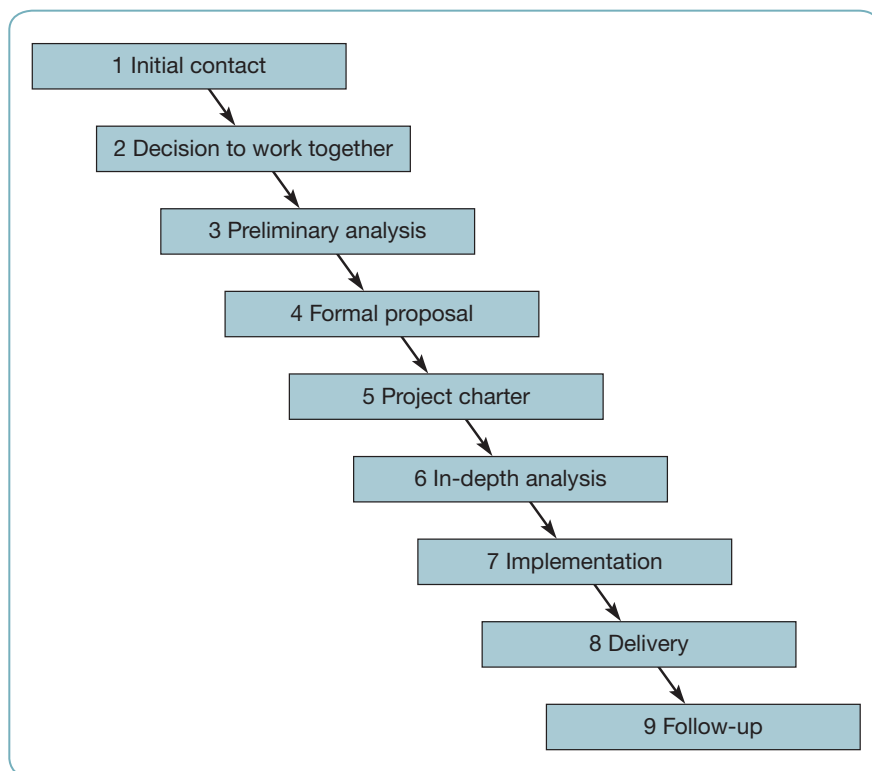 1 Initial contact
2 Decision to work together
3 Preliminary analysis
4 Formal proposal
5 Project charter
6 In-depth analysis
7 Implementation
8 Delivery
9 Follow-up